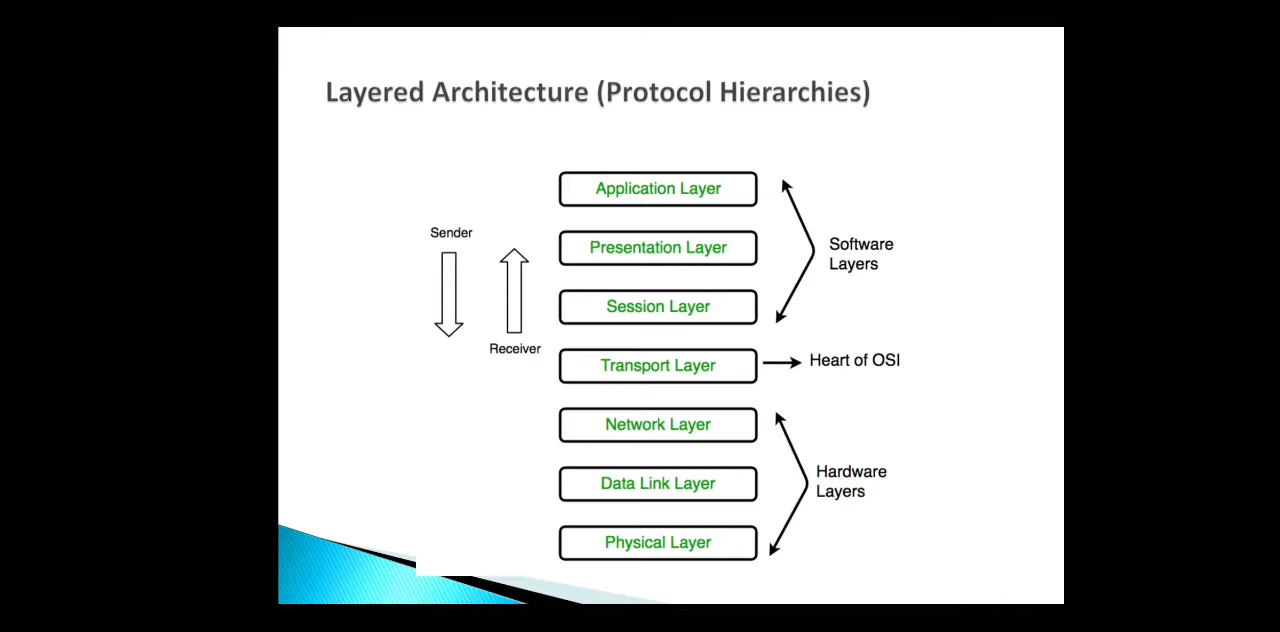 Layered Architecture (Protocol Hierarchies)
Application Layer
Presentation Layer
Session Layer
Transport Layer
Network Layer
Data Link Layer
Physical Layer
Sender
Receiver
Software
Layers
Heart of OSI
Hardware
Layers